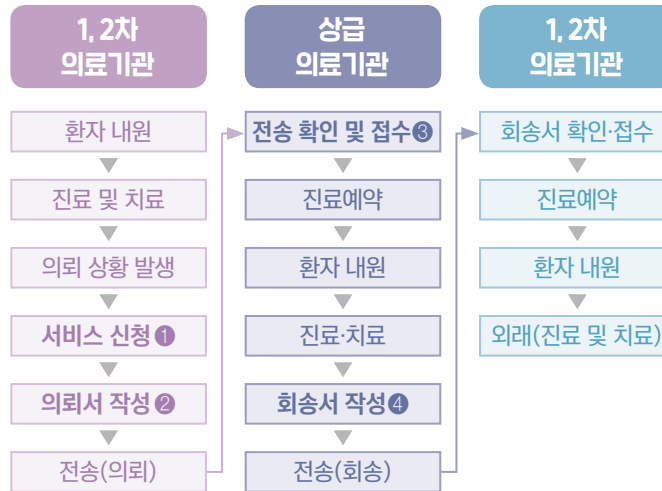 1, 2차
의료기관
환자 내원
진료 및 치료
의뢰 상황 발생
서비스 신청 ❶
의뢰서 작성 ❷
전송(의뢰)
상급
의료기관
전송 확인 및 접수 ❸
진료예약
환자 내원
진료·치료
회송서 작성 ❹
전송(회송)
1, 2차
의료기관
회송서 확인·접수
진료예약
환자 내원
외래(진료 및 치료)